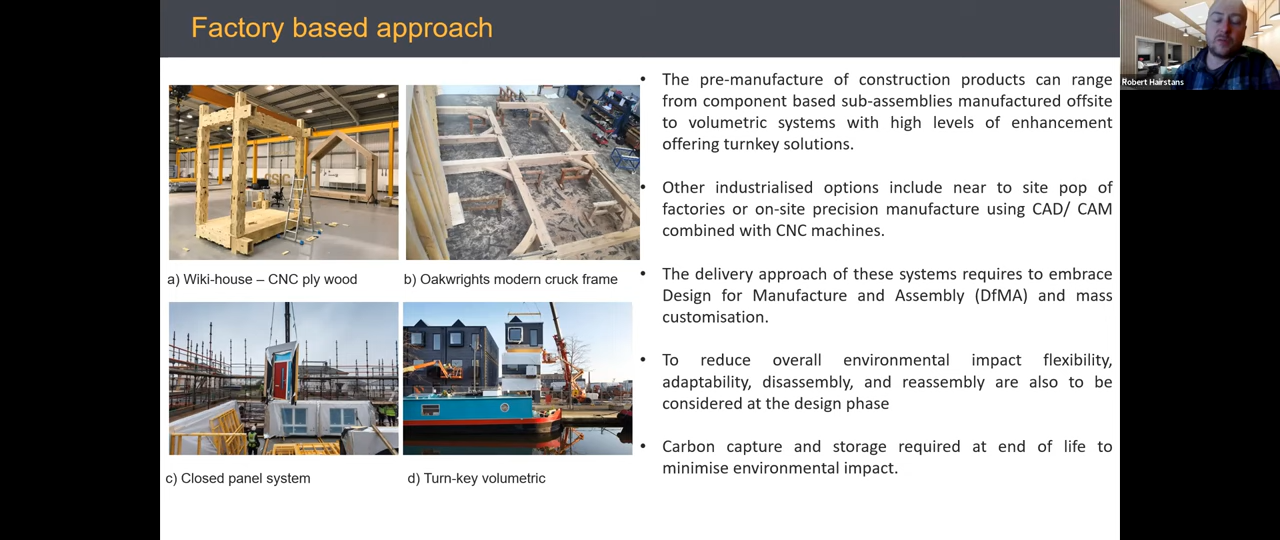 Factory based approach
Robert Hairstans
CSIC
a) Wiki-house – CNC ply wood
b) Oakwrights modern cruck frame
c) Closed panel system
d) Turn-key volumetric
• The pre-manufacture of construction products can range
from component based sub-assemblies manufactured offsite
to volumetric systems with high levels of enhancement
offering turnkey solutions.
• Other industrialised options include near to site pop of
factories or on-site precision manufacture using CAD/ CAM
combined with CNC machines.
• The delivery approach of these systems requires to embrace
Design for Manufacture and Assembly (DfMA) and mass
customisation.
• To reduce overall environmental impact flexibility,
adaptability, disassembly, and reassembly are also to be
considered at the design phase
• Carbon capture and storage required at end of life to
minimise environmental impact.